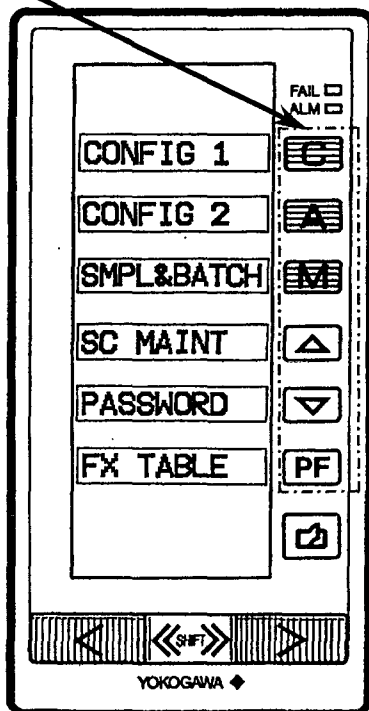 FAIL
ALM
CONFIG 1 C
CONFIG 2 A
SMPL&BATCH M
SC MAINT
PASSWORD
FX TABLE PF
SHIFT
YOKOGAWA